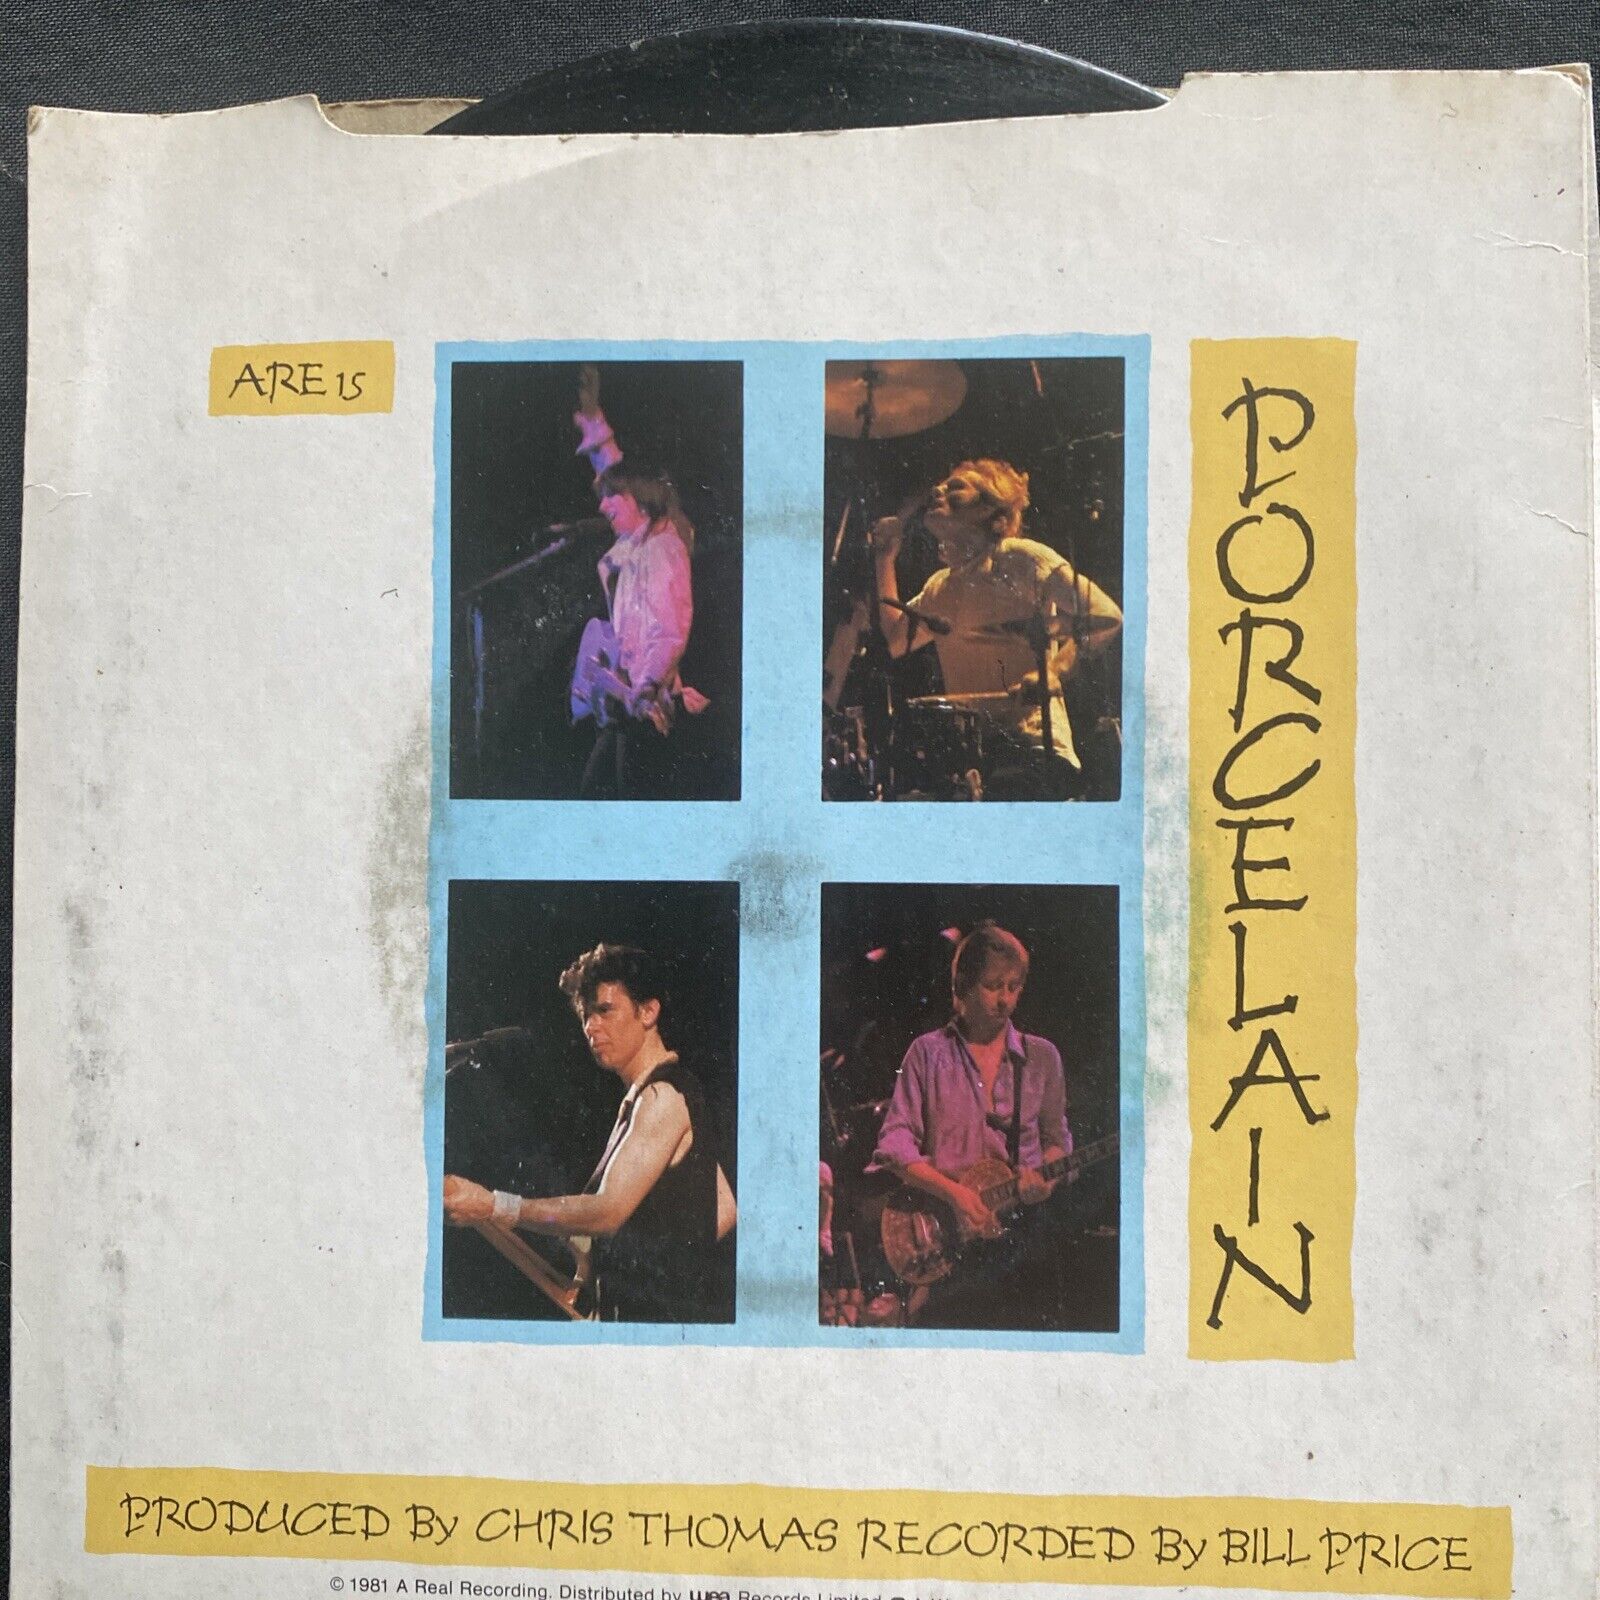 ARE 15
PORCELAIN
PRODUCED By CHRIS THOMAS RECORDED By BILL PRICE
© 1981 A Real Recording. Distributed by wea Records Limited